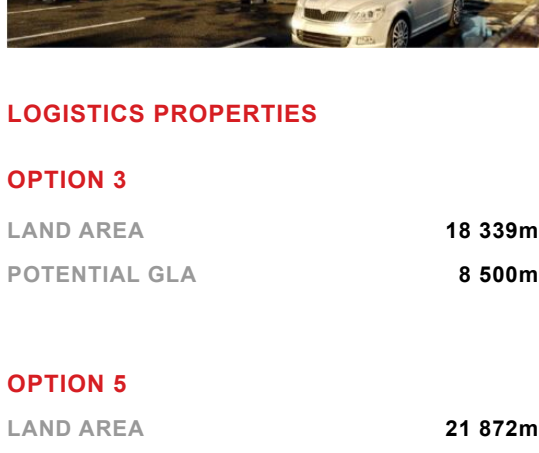 LOGISTICS PROPERTIES
OPTION 3
LAND AREA 18 339m
POTENTIAL GLA 8 500m
OPTION 5
LAND AREA 21 872m